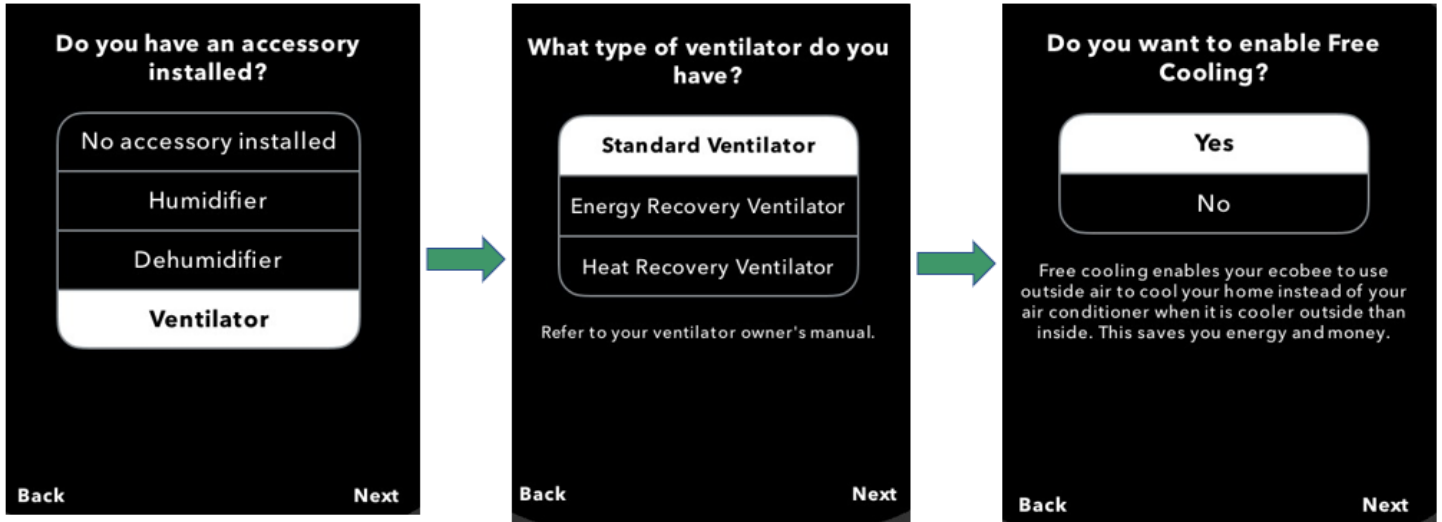 Do you have an accessory
installed?
No accessory installed
Humidifier
Dehumidifier
Ventilator
Back
Next
What type of ventilator do you
have?
Standard Ventilator
Energy Recovery Ventilator
Heat Recovery Ventilator
Refer to your ventilator owner's manual.
Back
Next
Do you want to enable Free
Cooling?
Yes
No
Free cooling enables your ecobee to use
outside air to cool your home instead of your
air conditioner when it is cooler outside than
inside. This saves you energy and money.
Back
Next